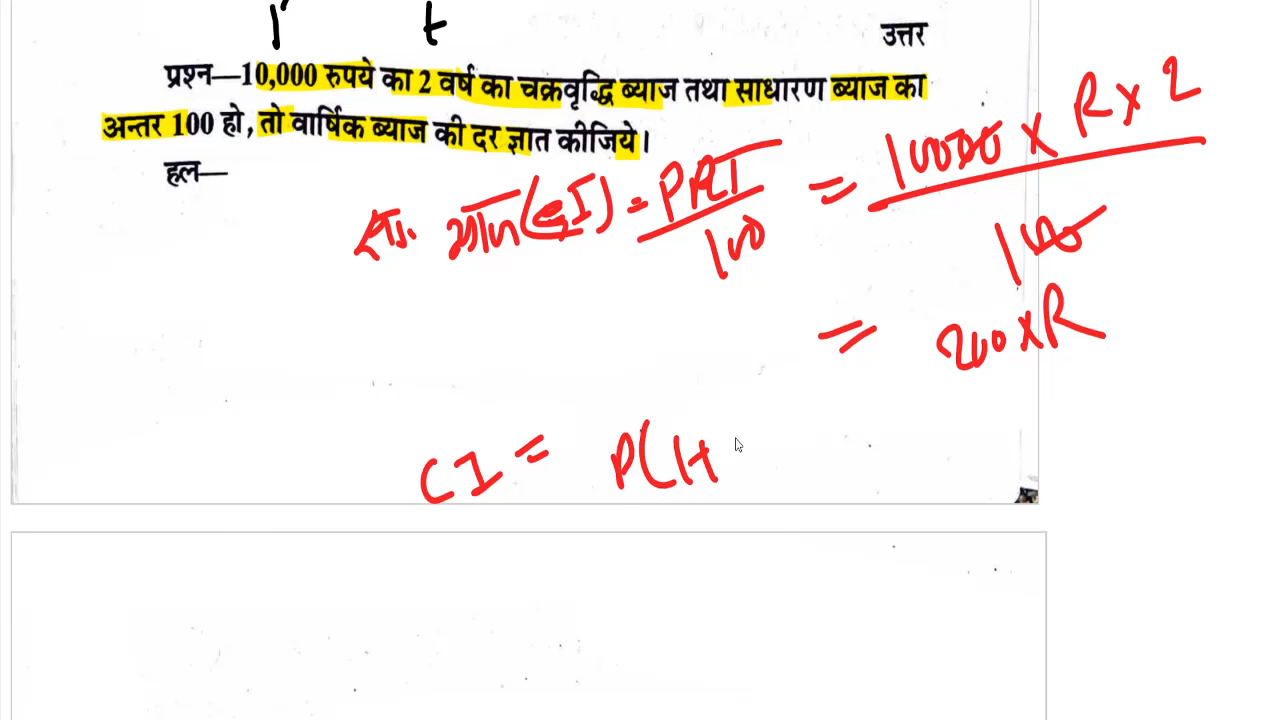 r t
उत्तर
प्रश्न—10,000 रुपये का 2 वर्ष का चक्रवृद्धि ब्याज तथा साधारण ब्याज का
अन्तर 100 हो, तो वार्षिक ब्याज की दर ज्ञात कीजिये।
हल—
सा. ब्याज (SI) = PRT/100 = 10000 x R x 2/100
= 200 x R
CI = P(1+